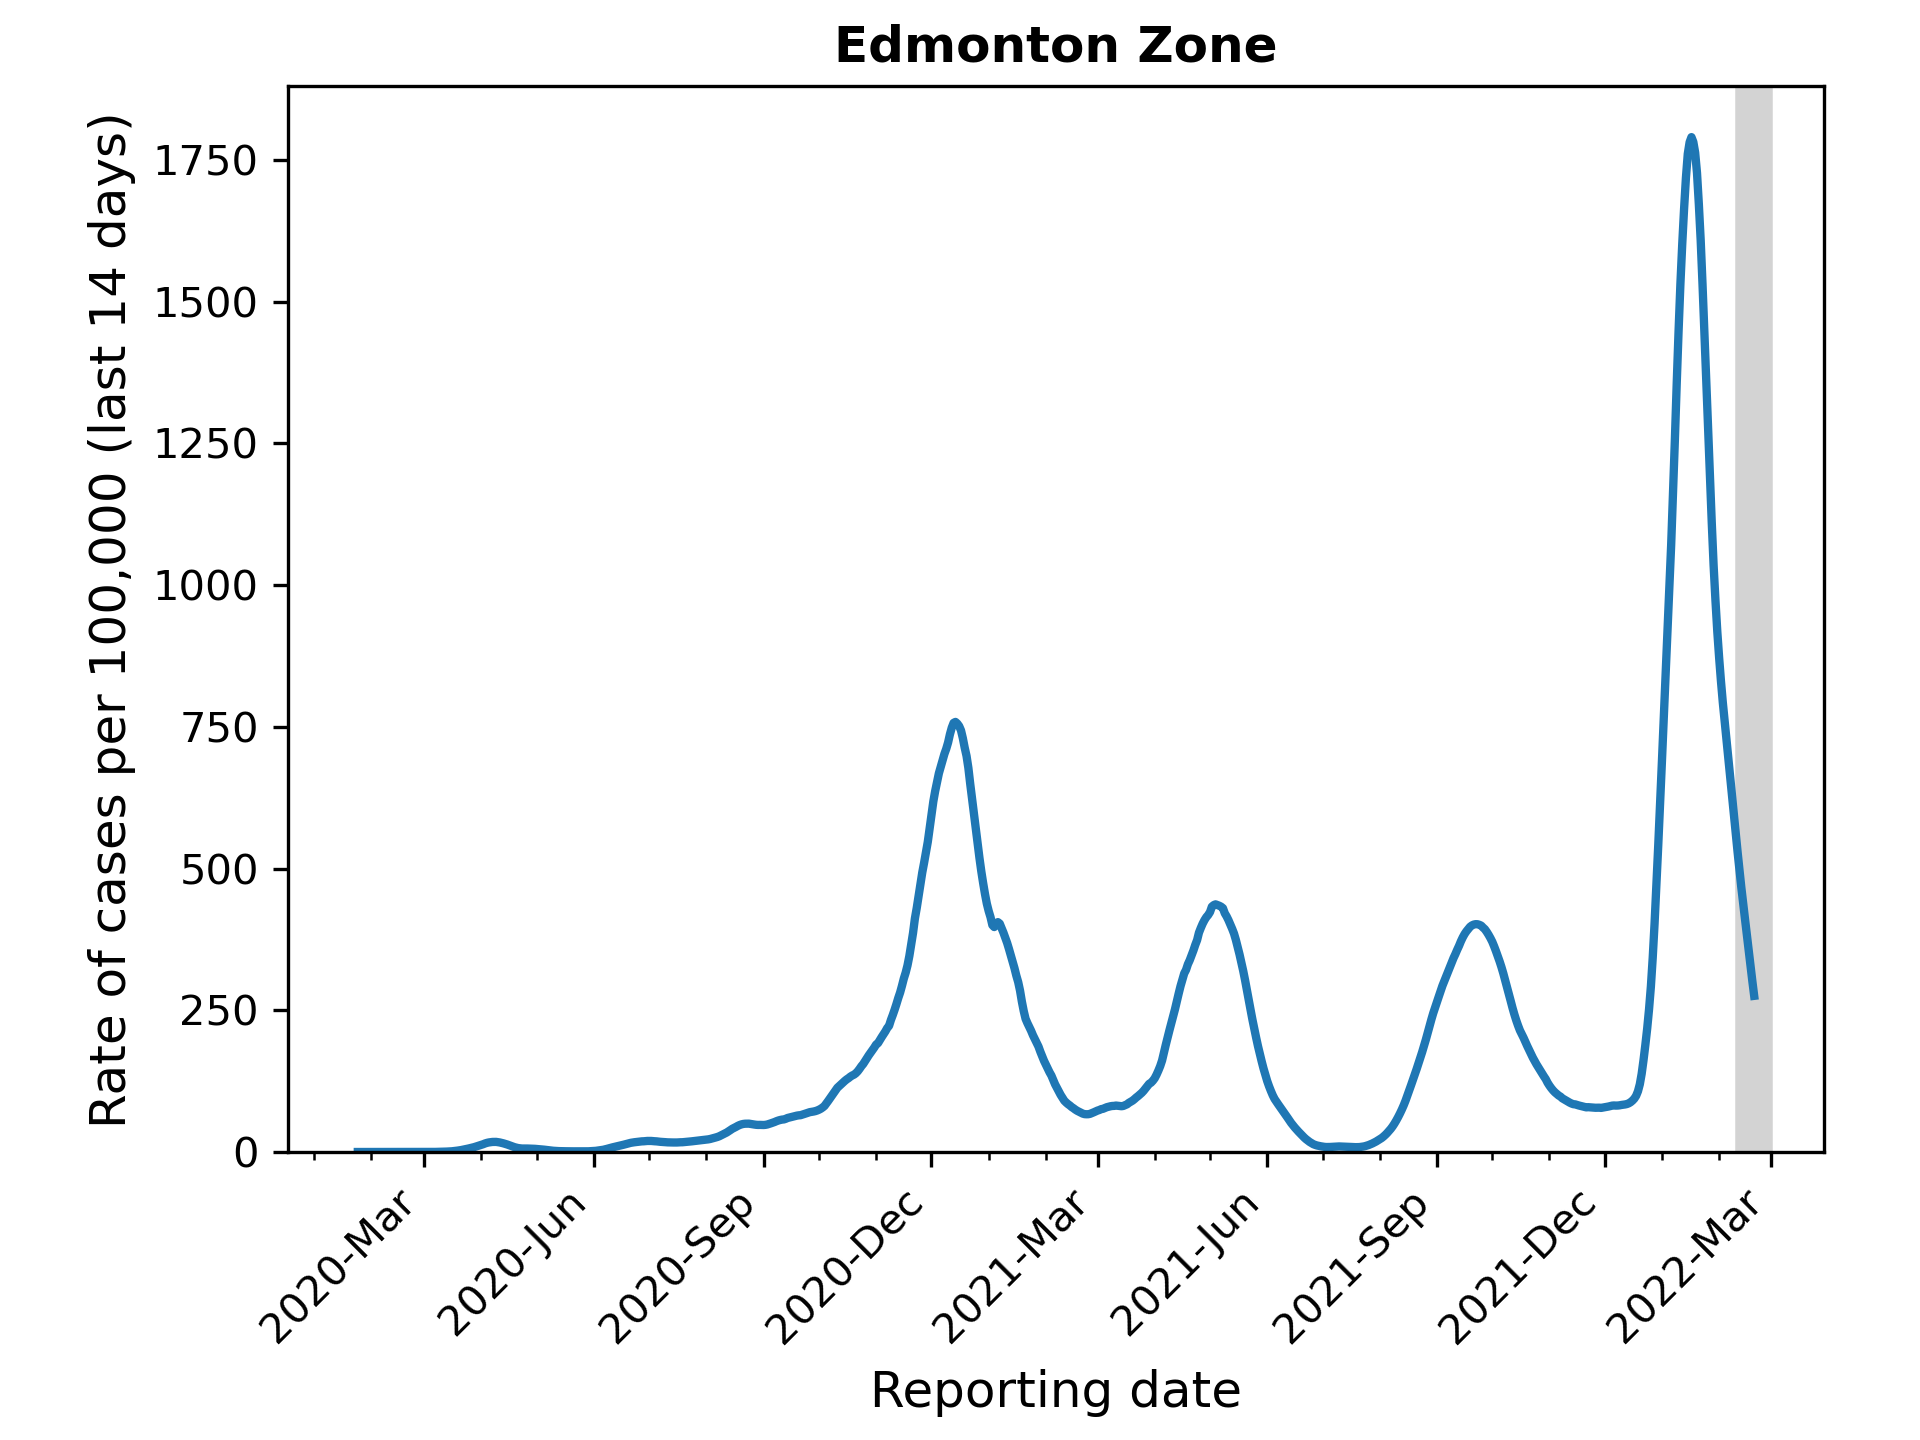 Edmonton Zone
Rate of cases per 100,000 (last 14 days)
1750
1500
1250
1000
750
500
250
0
2020-Mar
2020-Jun
2020-Sep
2020-Dec
2021-Mar
2021-Jun
2021-Sep
2021-Dec
2022-Mar
Reporting date